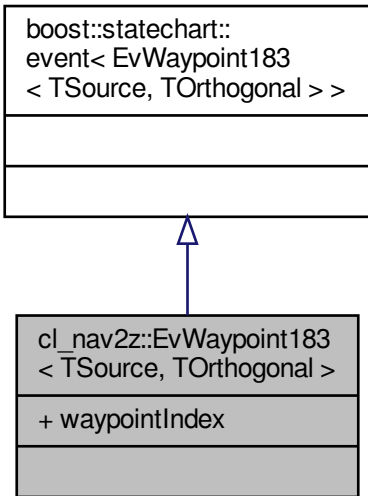 boost::statechart::
event< EvWaypoint183
< TSource, TOrthogonal > >
cl_nav2z::EvWaypoint183
< TSource, TOrthogonal >
+ waypointIndex